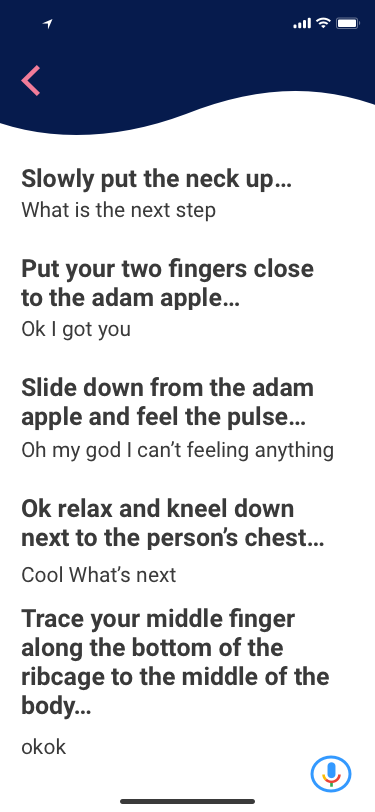 Slowly put the neck up…
What is the next step
Put your two fingers close
to the adam apple…
Ok I got you
Slide down from the adam
apple and feel the pulse…
Oh my god I can’t feeling anything
Ok relax and kneel down
next to the person’s chest…
Cool What’s next
Trace your middle finger
along the bottom of the
ribcage to the middle of the
body…
okok